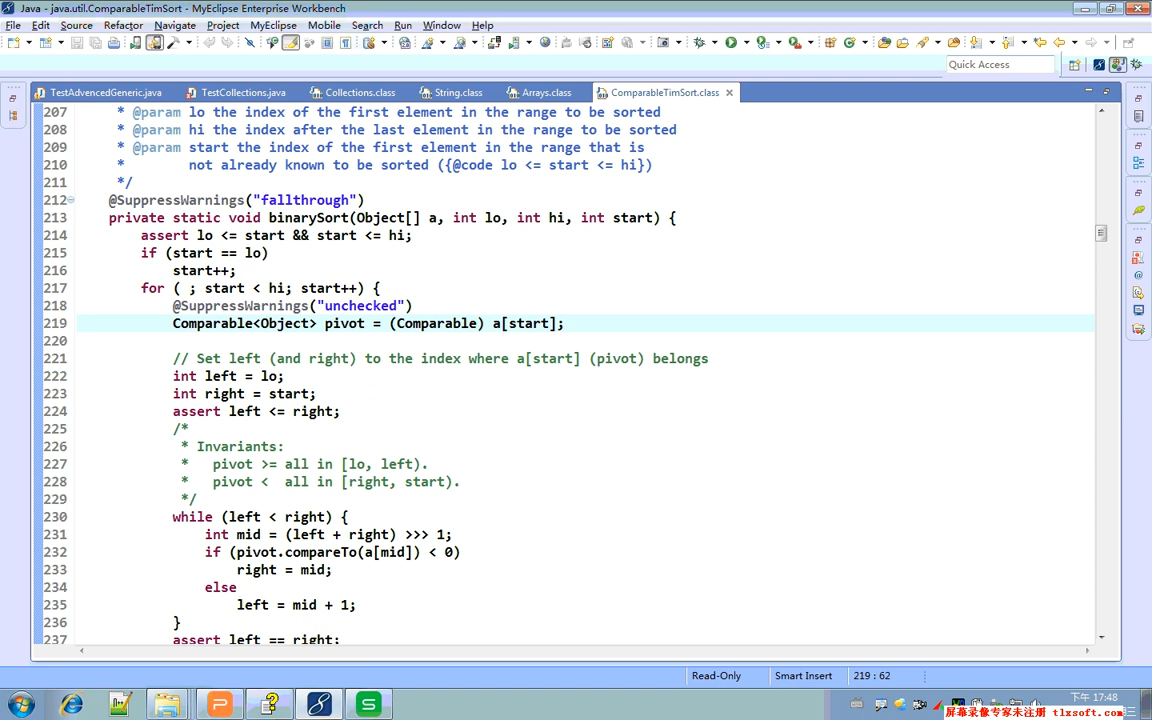 Java - java.util.ComparableTimSort - MyEclipse Enterprise Workbench
File Edit Source Refactor Navigate Project MyEclipse Mobile Search Run Window Help
Quick Access
TestAdvencedGeneric.java TestCollections.java Collections.class String.class Arrays.class ComparableTimSort.class
207 * @param lo the index of the first element in the range to be sorted
208 * @param hi the index after the last element in the range to be sorted
209 * @param start the index of the first element in the range that is
210 * not already known to be sorted ({@code lo <= start <= hi})
211 */
212 @SuppressWarnings("fallthrough")
213 private static void binarySort(Object[] a, int lo, int hi, int start) {
214 assert lo <= start && start <= hi;
215 if (start == lo)
216 start++;
217 for ( ; start < hi; start++) {
218 @SuppressWarnings("unchecked")
219 Comparable<Object> pivot = (Comparable) a[start];
220
221 // Set left (and right) to the index where a[start] (pivot) belongs
222 int left = lo;
223 int right = start;
224 assert left <= right;
225 /*
226 * Invariants:
227 * pivot >= all in [lo, left).
228 * pivot < all in [right, start).
229 */
230 while (left < right) {
231 int mid = (left + right) >>> 1;
232 if (pivot.compareTo(a[mid]) < 0)
233 right = mid;
234 else
235 left = mid + 1;
236 }
237 assert left == right;
Read-Only Smart Insert 219 : 62
下午 17:48
屏幕录像专家未注册 tlxsoft.com